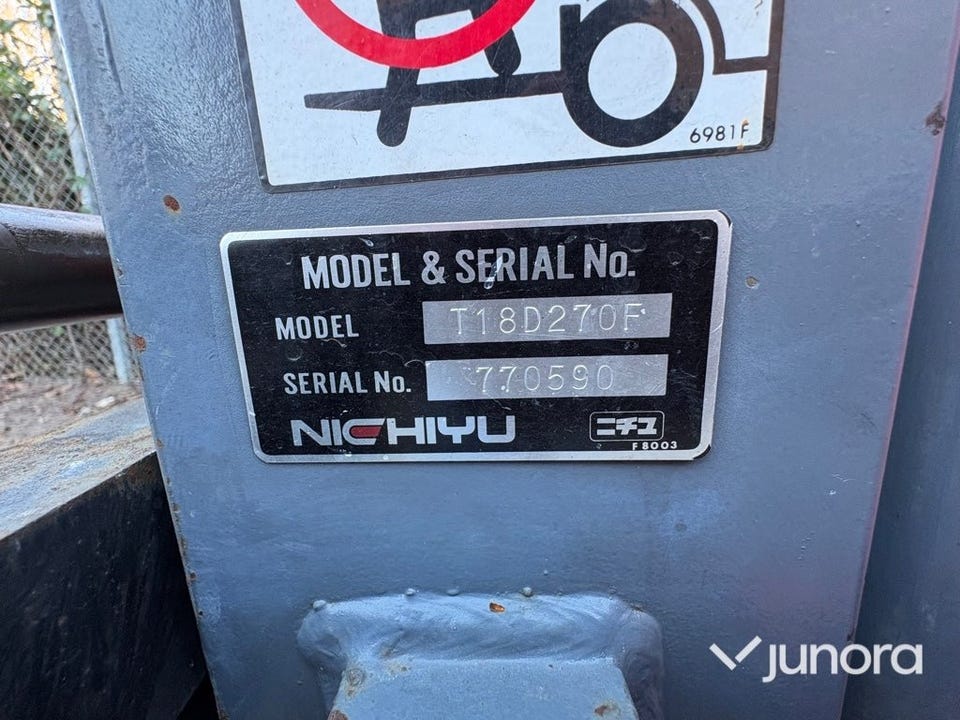 6981F
MODEL & SERIAL No.
MODEL T18D270F
SERIAL No. 770590
NICHIYU ニチユ
F8003
junora